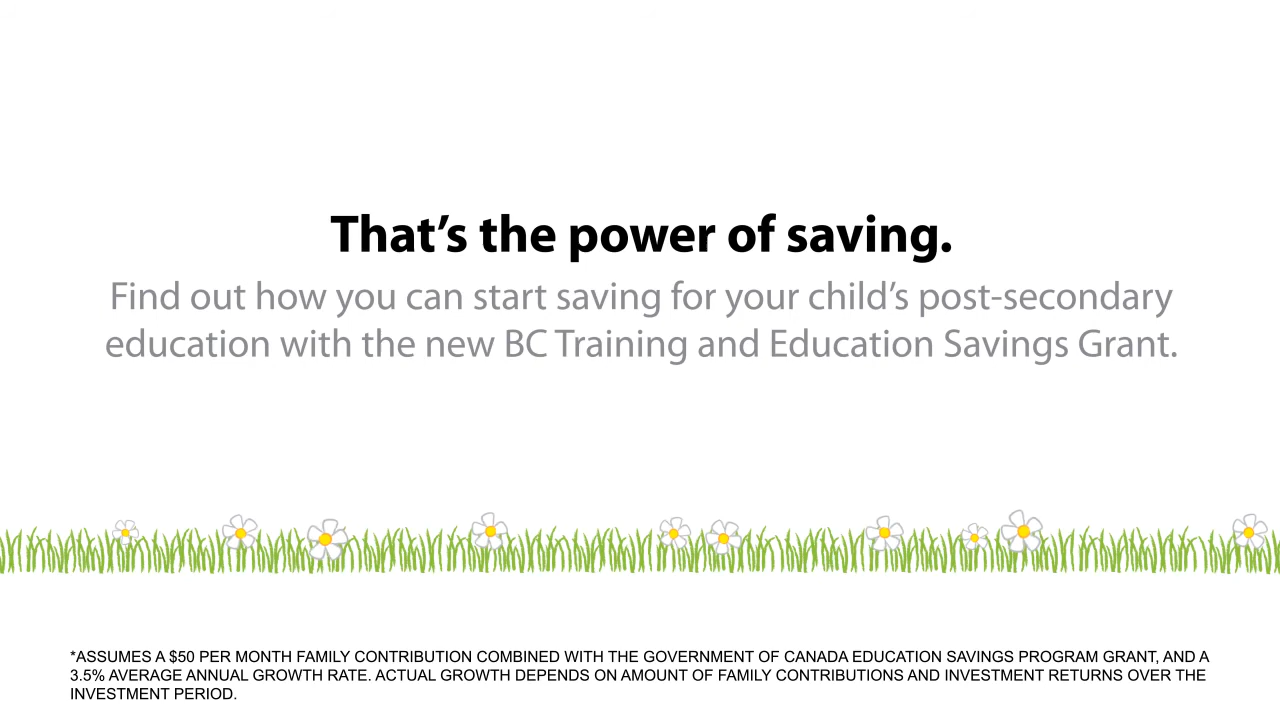 That’s the power of saving.
Find out how you can start saving for your child’s post-secondary
education with the new BC Training and Education Savings Grant.
*ASSUMES A $50 PER MONTH FAMILY CONTRIBUTION COMBINED WITH THE GOVERNMENT OF CANADA EDUCATION SAVINGS PROGRAM GRANT, AND A
3.5% AVERAGE ANNUAL GROWTH RATE. ACTUAL GROWTH DEPENDS ON AMOUNT OF FAMILY CONTRIBUTIONS AND INVESTMENT RETURNS OVER THE
INVESTMENT PERIOD.